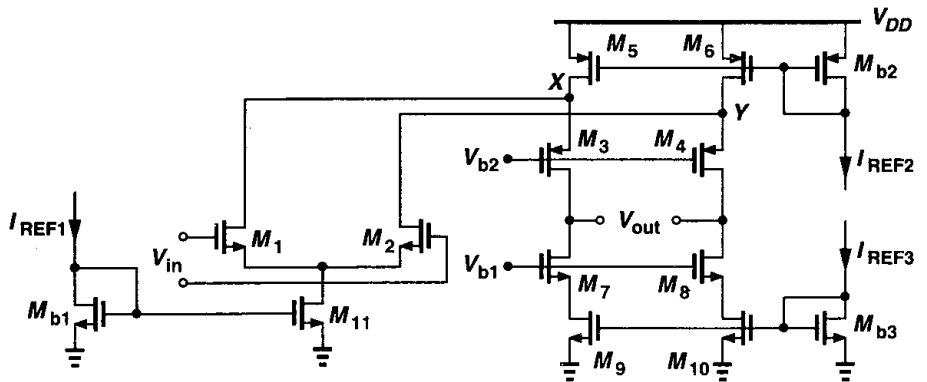 V_DD
M_5
M_6
M_b2
X
Y
M_3
M_4
V_b2
I_REF2
I_REF1
V_in
M_1
M_2
V_out
I_REF3
V_b1
M_7
M_8
M_b1
M_11
M_b3
M_9
M_10